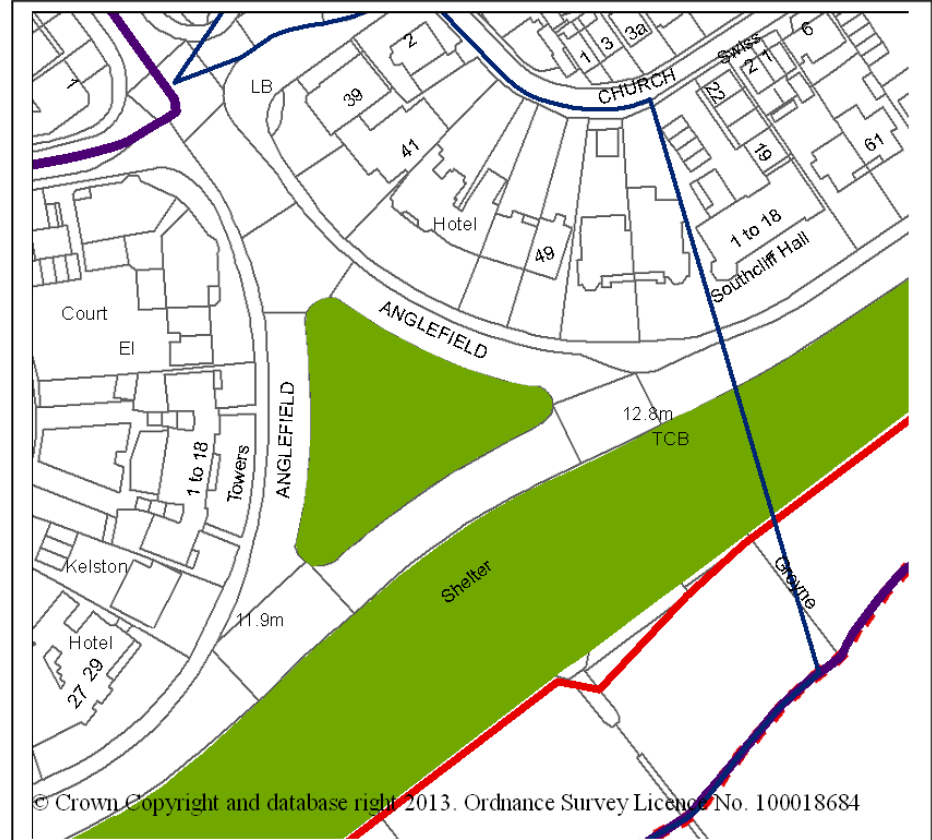 2
1
3
3a
6
Swiss
LB
CHURCH
2
1
22
1
39
41
19
61
Hotel
49
1 to 18
Southcliff Hall
Court
ANGLEFIELD
El
ANGLEFIELD
12.8m
TCB
1 to 18
Towers
Shelter
Groyne
Kelston
11.9m
Hotel
27
29
© Crown Copyright and database right 2013. Ordnance Survey Licence No. 100018684